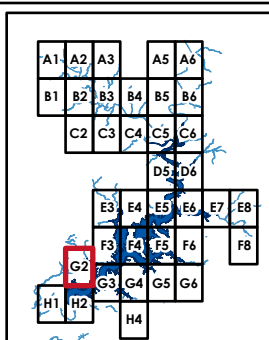 A1 A2 A3 A5 A6
B1 B2 B3 B4 B5 B6
C2 C3 C4 C5 C6
D5 D6
E3 E4 E5 E6 E7 E8
F3 F4 F5 F6 F8
G2 G3 G4 G5 G6
H1 H2 H4